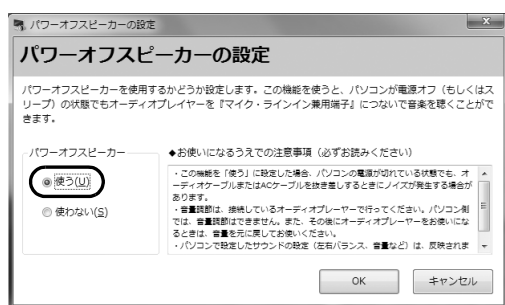 パワーオフスピーカーの設定
パワーオフスピーカーの設定
パワーオフスピーカーを使用するかどうか設定します。この機能を使うと、パソコンが電源オフ（もしくはス
リープ）の状態でもオーディオプレイヤーを『マイク・ラインイン兼用端子』につないで音楽を聴くことがで
きます。
パワーオフスピーカー
使う(U)
使わない(S)
◆お使いになるうえでの注意事項（必ずお読みください）
・この機能を「使う」に設定した場合、パソコンの電源が切れている状態でも、オ
ーディオケーブルまたはACケーブルを抜き差しするときにノイズが発生する場合が
あります。
・音量調節は、接続しているオーディオプレーヤーで行ってください。パソコン側
では、音量調節はできません。また、その後にオーディオプレーヤーをお使いにな
るときは、音量を元に戻してお使いください。
・パソコンで設定したサウンドの設定（左右バランス、音量など）は、反映されま
OK
キャンセル